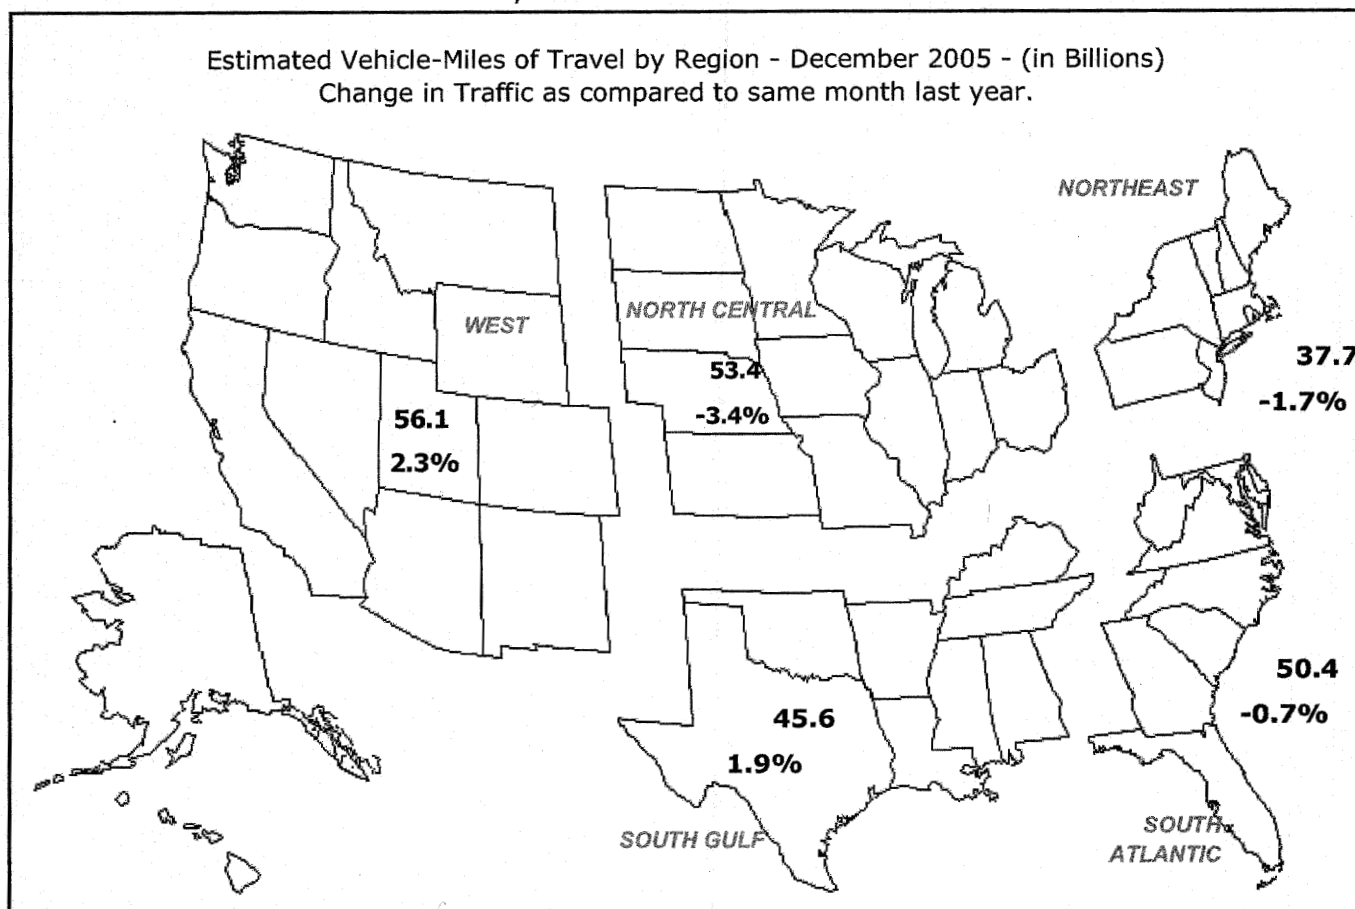 Estimated Vehicle-Miles of Travel by Region - December 2005 - (in Billions)
Change in Traffic as compared to same month last year.
NORTHEAST
NORTH CENTRAL
WEST
37.7
-1.7%
53.4
-3.4%
56.1
2.3%
50.4
-0.7%
45.6
1.9%
SOUTH GULF
SOUTH
ATLANTIC